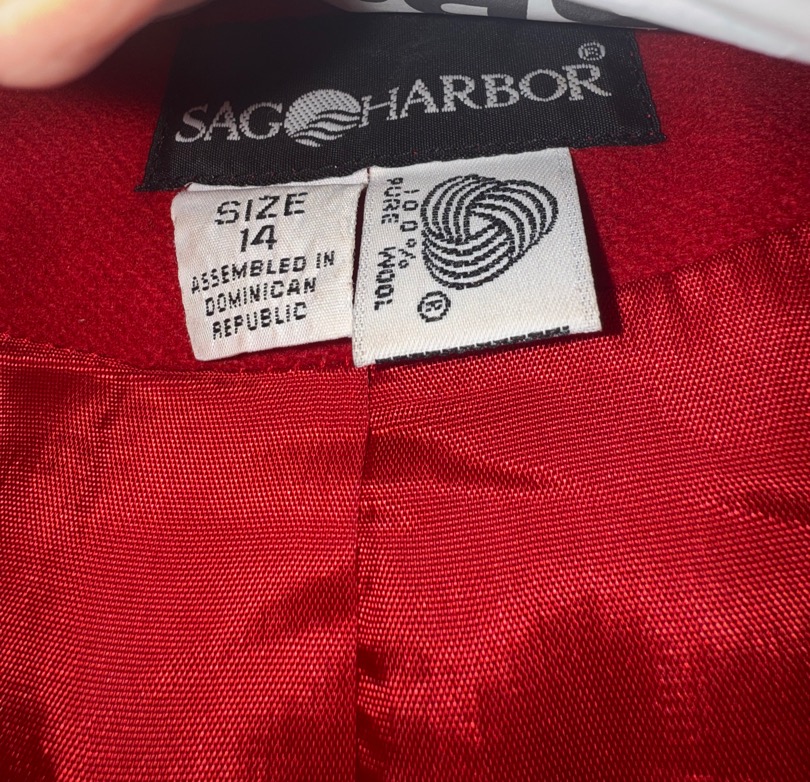 SAG HARBOR®
SIZE
14
ASSEMBLED IN
DOMINICAN
REPUBLIC
100%
PURE WOOL
®